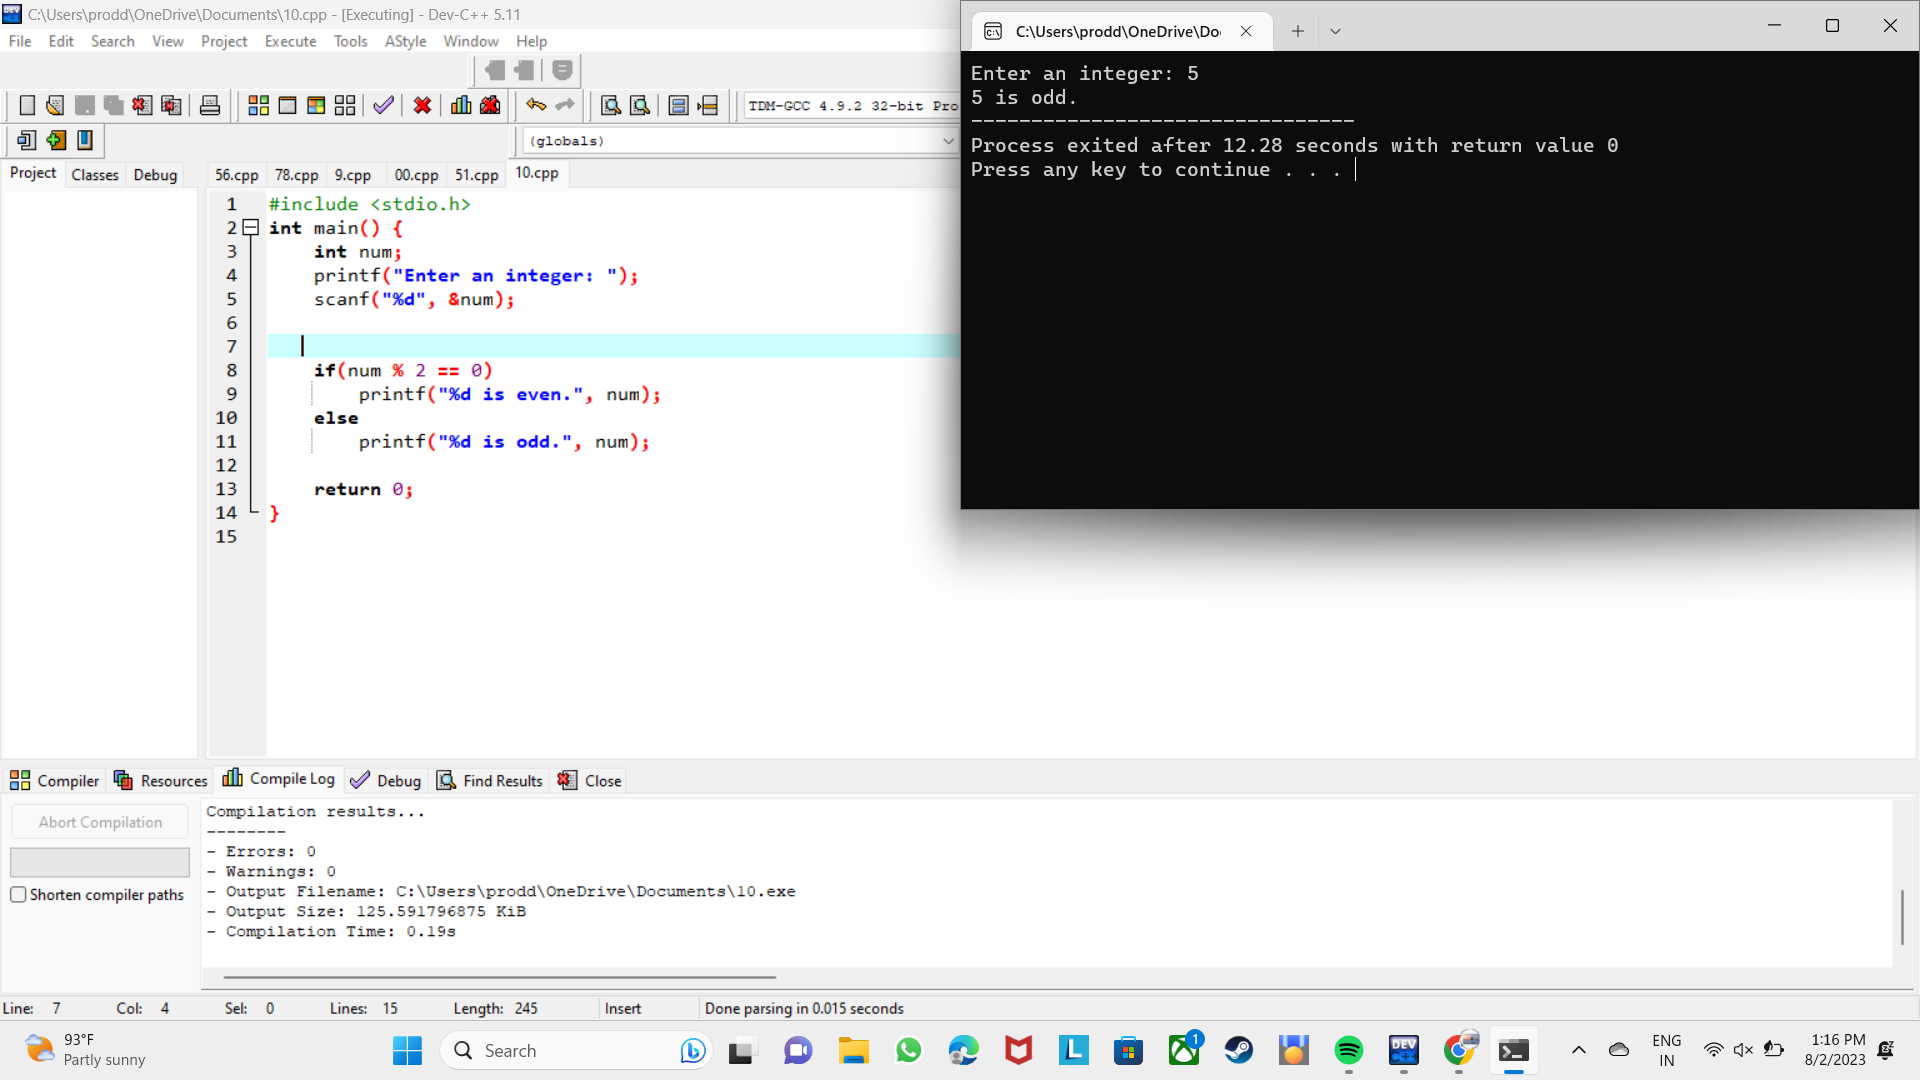 C:\Users\prodd\OneDrive\Documents\10.cpp - [Executing] - Dev-C++ 5.11
File Edit Search View Project Execute Tools AStyle Window Help
TDM-GCC 4.9.2 32-bit Pro
(globals)
Project Classes Debug
56.cpp 78.cpp 9.cpp 00.cpp 51.cpp 10.cpp
1 #include <stdio.h>
2 int main() {
3 int num;
4 printf("Enter an integer: ");
5 scanf("%d", &num);
6
7
8 if(num % 2 == 0)
9 printf("%d is even.", num);
10 else
11 printf("%d is odd.", num);
12
13 return 0;
14 }
15
C:\Users\prodd\OneDrive\Do
Enter an integer: 5
5 is odd.
--------------------------------
Process exited after 12.28 seconds with return value 0
Press any key to continue . . .
Compiler Resources Compile Log Debug Find Results Close
Abort Compilation
Shorten compiler paths
Compilation results...
--------
- Errors: 0
- Warnings: 0
- Output Filename: C:\Users\prodd\OneDrive\Documents\10.exe
- Output Size: 125.591796875 KiB
- Compilation Time: 0.19s
Line: 7 Col: 4 Sel: 0 Lines: 15 Length: 245 Insert Done parsing in 0.015 seconds
93°F
Partly sunny
Search
L
1
DEV
C++
ENG
IN
1:16 PM
8/2/2023